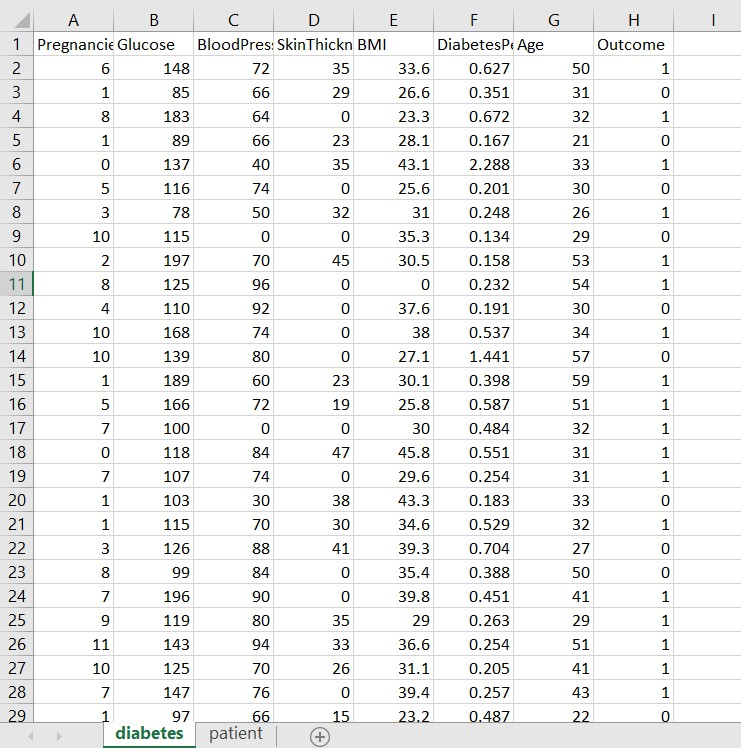 A B C D E F G H I
1 Pregnancie Glucose BloodPres SkinThickn BMI DiabetesPe Age Outcome
2 6 148 72 35 33.6 0.627 50 1
3 1 85 66 29 26.6 0.351 31 0
4 8 183 64 0 23.3 0.672 32 1
5 1 89 66 23 28.1 0.167 21 0
6 0 137 40 35 43.1 2.288 33 1
7 5 116 74 0 25.6 0.201 30 0
8 3 78 50 32 31 0.248 26 1
9 10 115 0 0 35.3 0.134 29 0
10 2 197 70 45 30.5 0.158 53 1
11 8 125 96 0 0 0.232 54 1
12 4 110 92 0 37.6 0.191 30 0
13 10 168 74 0 38 0.537 34 1
14 10 139 80 0 27.1 1.441 57 0
15 1 189 60 23 30.1 0.398 59 1
16 5 166 72 19 25.8 0.587 51 1
17 7 100 0 0 30 0.484 32 1
18 0 118 84 47 45.8 0.551 31 1
19 7 107 74 0 29.6 0.254 31 1
20 1 103 30 38 43.3 0.183 33 0
21 1 115 70 30 34.6 0.529 32 1
22 3 126 88 41 39.3 0.704 27 0
23 8 99 84 0 35.4 0.388 50 0
24 7 196 90 0 39.8 0.451 41 1
25 9 119 80 35 29 0.263 29 1
26 11 143 94 33 36.6 0.254 51 1
27 10 125 70 26 31.1 0.205 41 1
28 7 147 76 0 39.4 0.257 43 1
29 1 97 66 15 23.2 0.487 22 0
diabetes patient